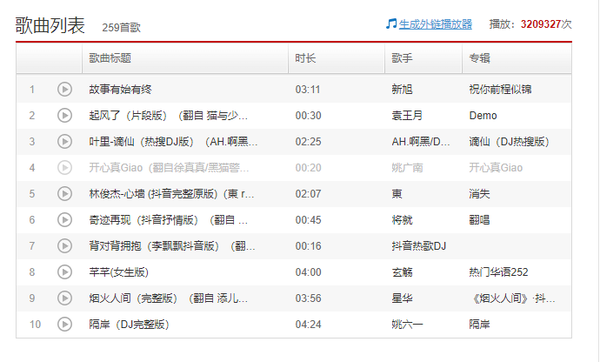 歌曲列表 259首歌 生成外链播放器 播放：3209327次
歌曲标题 时长 歌手 专辑
1 故事有始有终 03:11 新旭 祝你前程似锦
2 起风了（片段版）（翻自 猫与少... 00:30 袁王月 Demo
3 叶里-谪仙（热搜DJ版）（AH.啊黑... 02:25 AH.啊黑/D... 谪仙（DJ热搜版）
4 开心真Giao（翻自徐真真/黑猫警... 00:20 姚广南 开心真Giao
5 林俊杰-心墙 (抖音完整原版)（東 r... 02:07 東 消失
6 奇迹再现（抖音抒情版）（翻自 ... 00:45 将就 翻唱
7 背对背拥抱（李飘飘抖音版）（翻... 00:16 抖音热歌DJ
8 芊芊(女生版) 04:00 玄觞 热门华语252
9 烟火人间（完整版）（翻自 添儿... 03:56 星华 《烟火人间》·抖...
10 隔岸（DJ完整版） 04:24 姚六一 隔岸